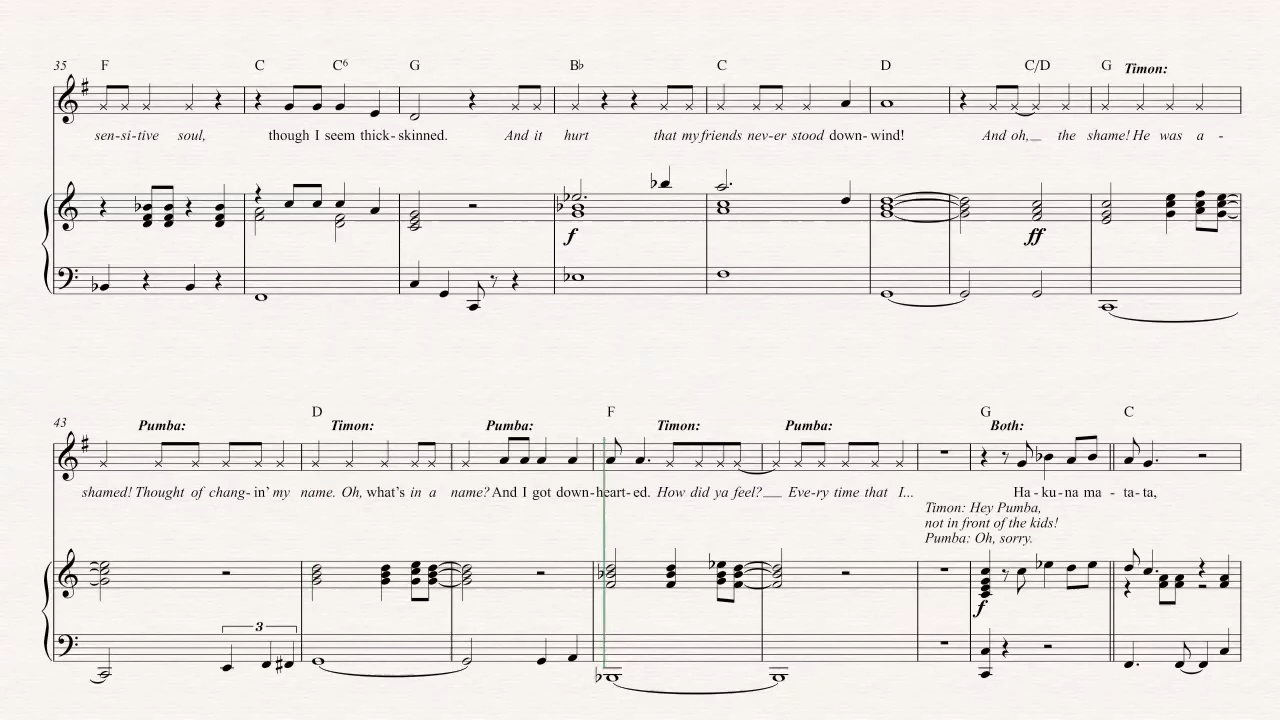 35 F C C6 G B♭ C D C/D G Timon:
sen-si-tive soul, though I seem thick-skinned. And it hurt that my friends nev-er stood down-wind! And oh,__ the shame! He was a -
f ff
43 D F G C
Pumba: Timon: Pumba: Timon: Pumba: Both:
shamed! Thought of chang-in' my name. Oh, what's in a name? And I got down-heart-ed. How did ya feel?__ Eve-ry time that I... Ha-ku-na ma - ta-ta,
Timon: Hey Pumba,
not in front of the kids!
Pumba: Oh, sorry.
f
3